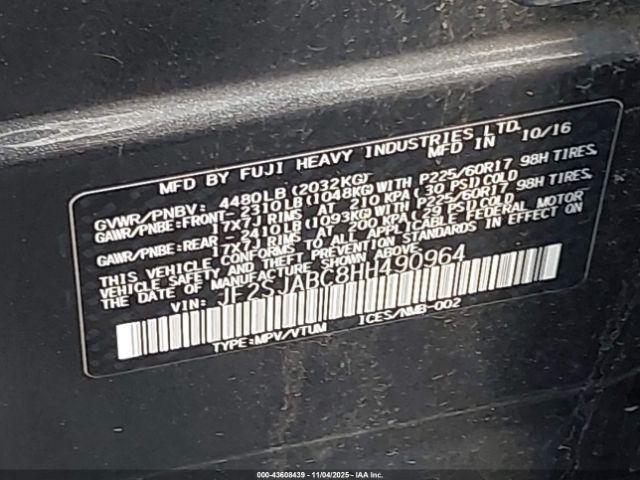 MFD BY FUJI HEAVY INDUSTRIES LTD.
MFD IN 10/16
GVWR/PNBV: 4480LB (2032KG)
GAWR/PNBE:FRONT- 2310LB (1048KG) WITH P225/60R17 98H TIRES,
17X7J RIMS AT 210 KPA (30 PSI) COLD
GAWR/PNBE:REAR - 2410LB (1093KG) WITH P225/60R17 98H TIRES,
17X7J RIMS AT 200 KPA (29 PSI) COLD
THIS VEHICLE CONFORMS TO ALL APPLICABLE FEDERAL MOTOR
VEHICLE SAFETY AND THEFT PREVENTION STANDARDS IN EFFECT ON
THE DATE OF MANUFACTURE SHOWN ABOVE
VIN: JF2SJABC8HH490964
TYPE:MPV/VTUM ICES/NMB-002
000-43608439 - 11/04/2025 - IAA Inc.